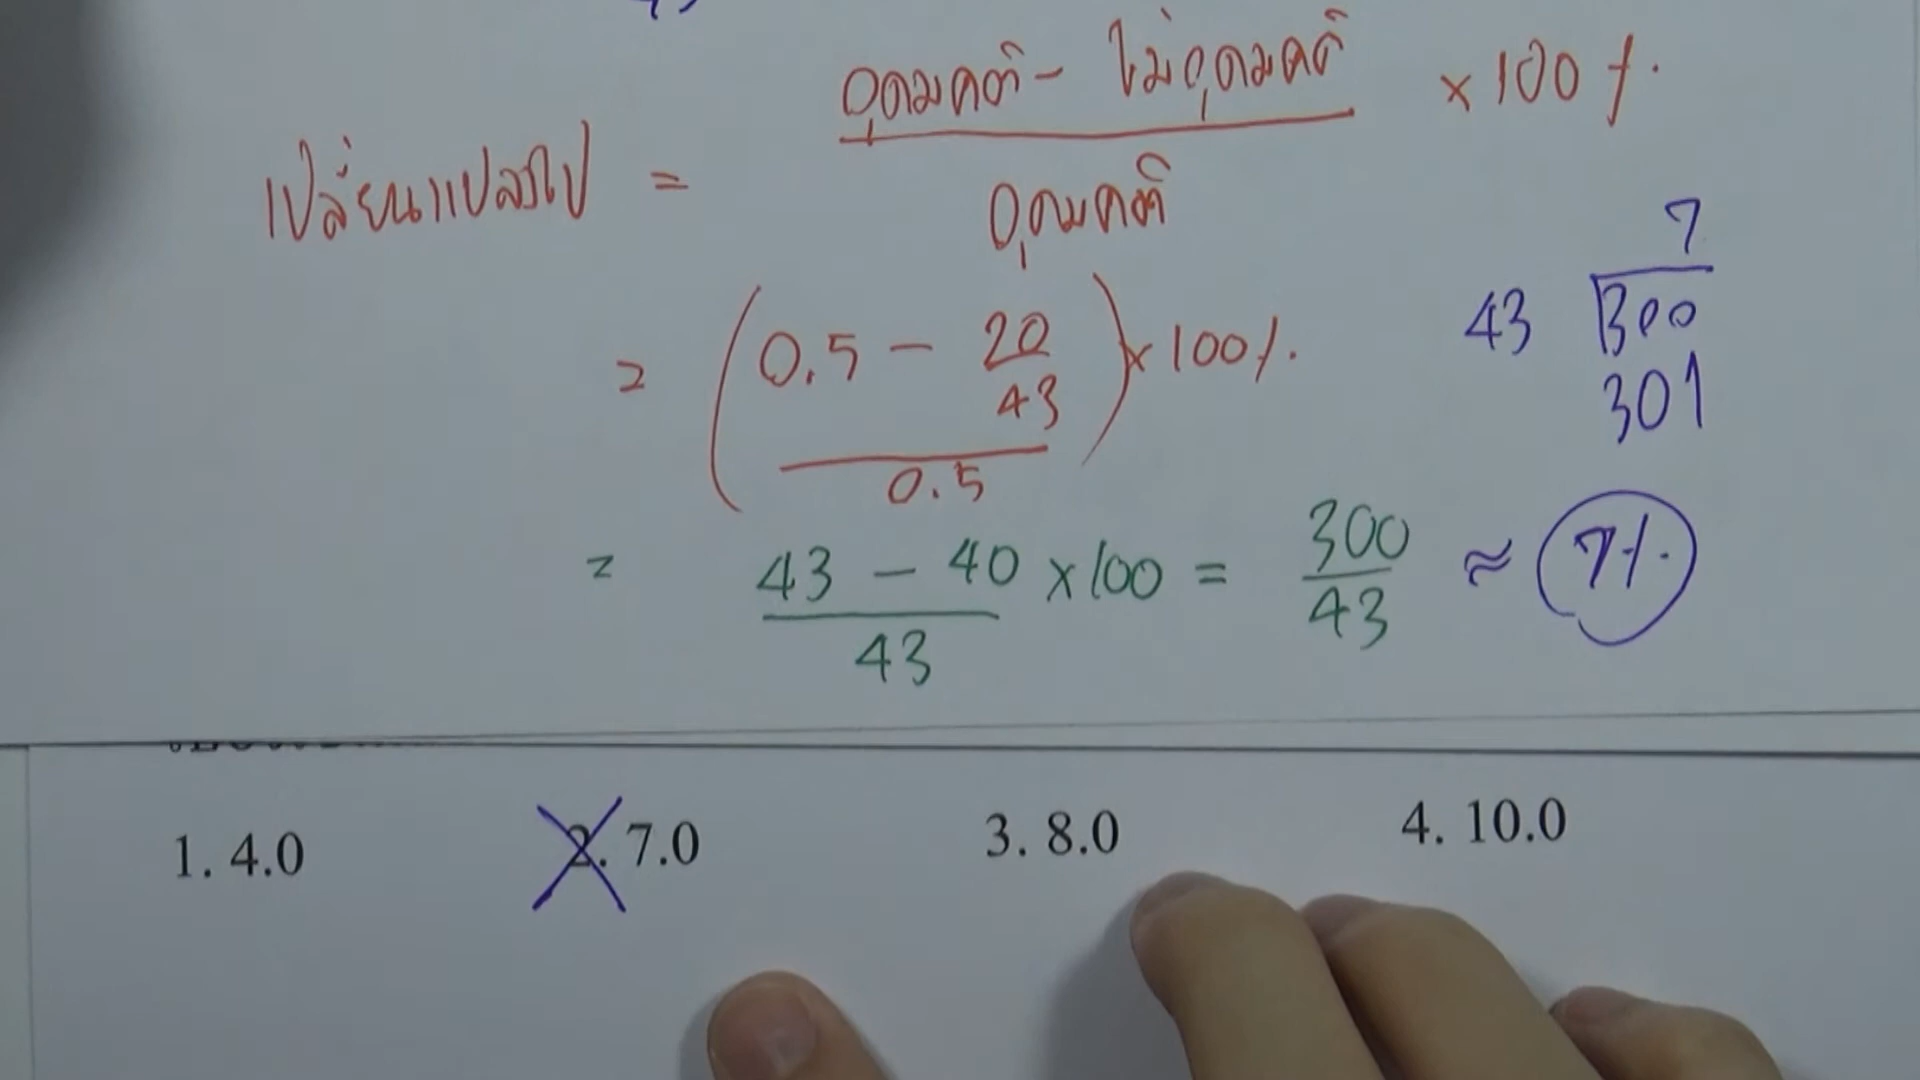 อุดมคติ - ไม่อุดมคติ × 100 %
เปลี่ยนแปลงไป =
อุดมคติ
7
= (0.5 - 20/43) × 100 %
0.5
43 300
301
= 43 - 40 × 100 = 300 ≈ 7%
43 43
1. 4.0 2. 7.0 3. 8.0 4. 10.0